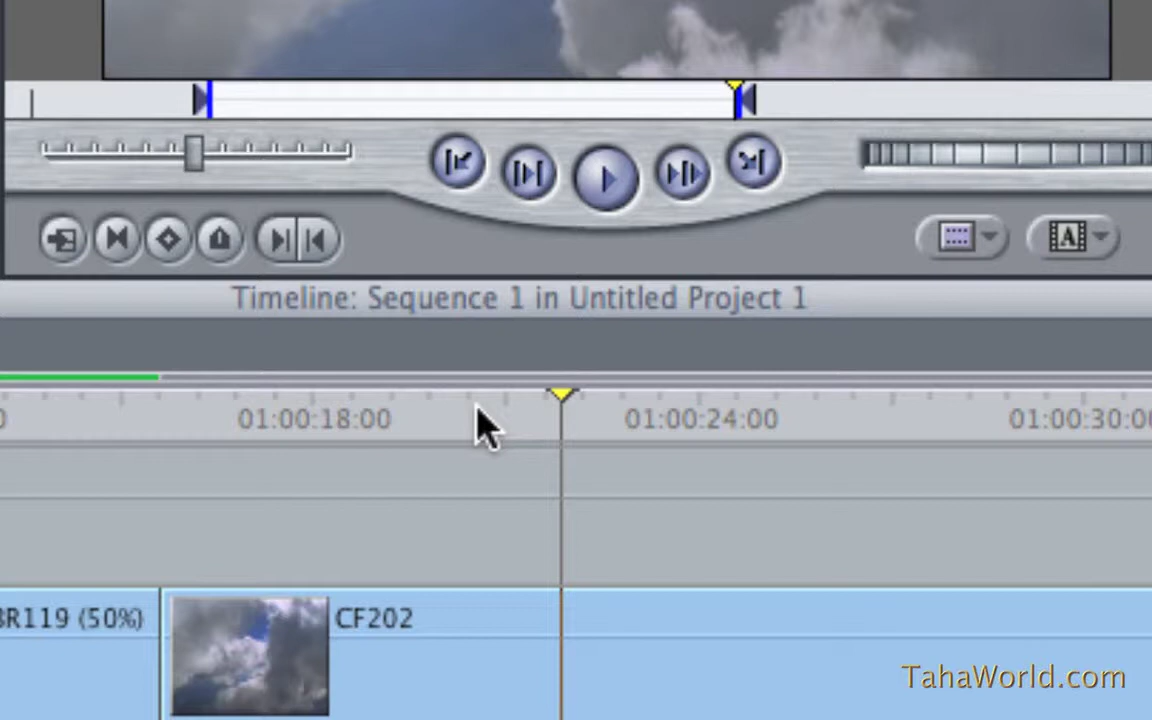 A
Timeline: Sequence 1 in Untitled Project 1
01:00:18:00
01:00:24:00
01:00:30:00
R119 (50%)
CF202
TahaWorld.com